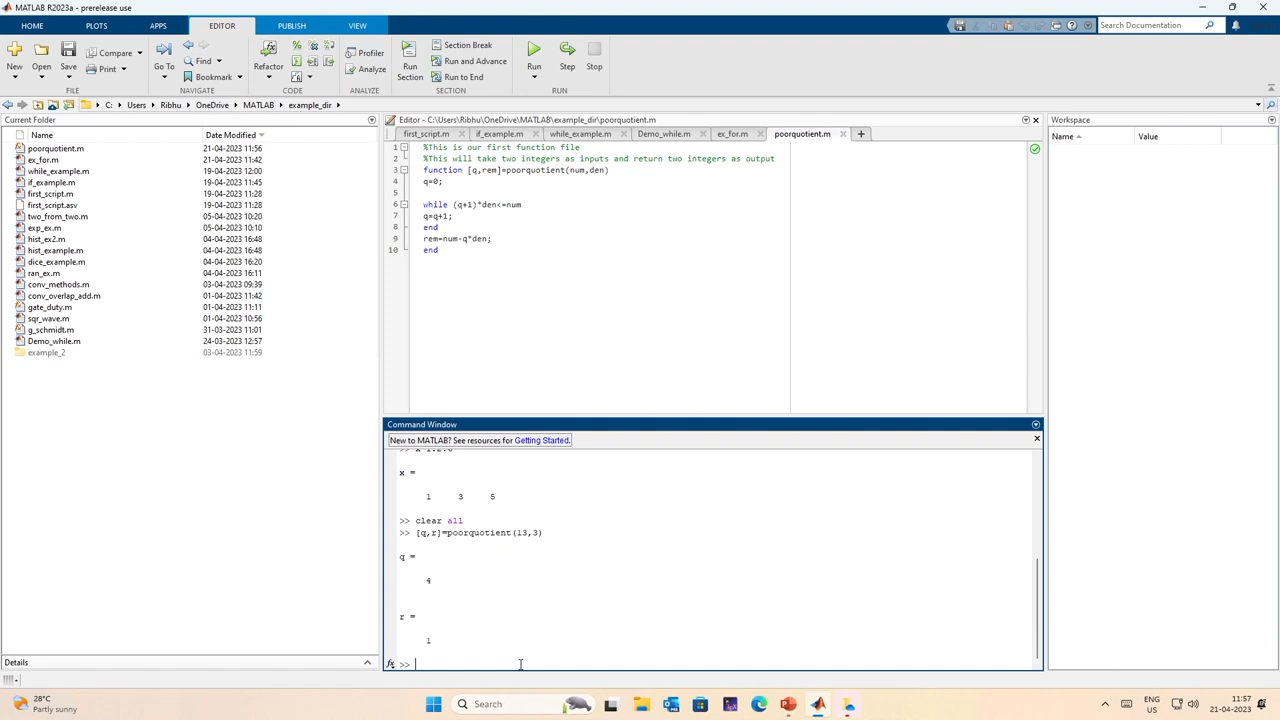 MATLAB R2023a - prerelease use
HOME PLOTS APPS EDITOR PUBLISH VIEW
Search Documentation
New Open Save Compare Print
Go To Find Bookmark
Refactor
Profiler Analyze
Run Section
Section Break
Run and Advance
Run to End
Run Step Stop
FILE NAVIGATE CODE ANALYZE SECTION RUN
C: Users Ribhu OneDrive MATLAB example_dir
Current Folder
Name Date Modified
poorquotient.m 21-04-2023 11:56
ex_for.m 21-04-2023 11:42
while_example.m 19-04-2023 12:00
if_example.m 19-04-2023 11:45
first_script.m 19-04-2023 11:28
first_script.asv 19-04-2023 11:28
two_from_two.m 05-04-2023 10:20
exp_ex.m 05-04-2023 10:10
hist_ex2.m 04-04-2023 16:48
hist_example.m 04-04-2023 16:48
dice_example.m 04-04-2023 16:20
ran_ex.m 04-04-2023 16:11
conv_methods.m 03-04-2023 09:39
conv_overlap_add.m 01-04-2023 11:42
gate_duty.m 01-04-2023 11:11
sqr_wave.m 01-04-2023 10:56
g_schmidt.m 31-03-2023 11:01
Demo_while.m 24-03-2023 12:57
example_2 03-04-2023 11:59
Details
Editor - C:\Users\Ribhu\OneDrive\MATLAB\example_dir\poorquotient.m
first_script.m if_example.m while_example.m Demo_while.m ex_for.m poorquotient.m
1 %This is our first function file
2 %This will take two integers as inputs and return two integers as output
3 function [q,rem]=poorquotient(num,den)
4 q=0;
5
6 while (q+1)*den<=num
7 q=q+1;
8 end
9 rem=num-q*den;
10 end
Command Window
New to MATLAB? See resources for Getting Started.
x =
1 3 5
>> clear all
>> [q,r]=poorquotient(13,3)
q =
4
r =
1
fx >>
Workspace
Name Value
28°C
Partly sunny
Search
ENG
US
11:57
21-04-2023